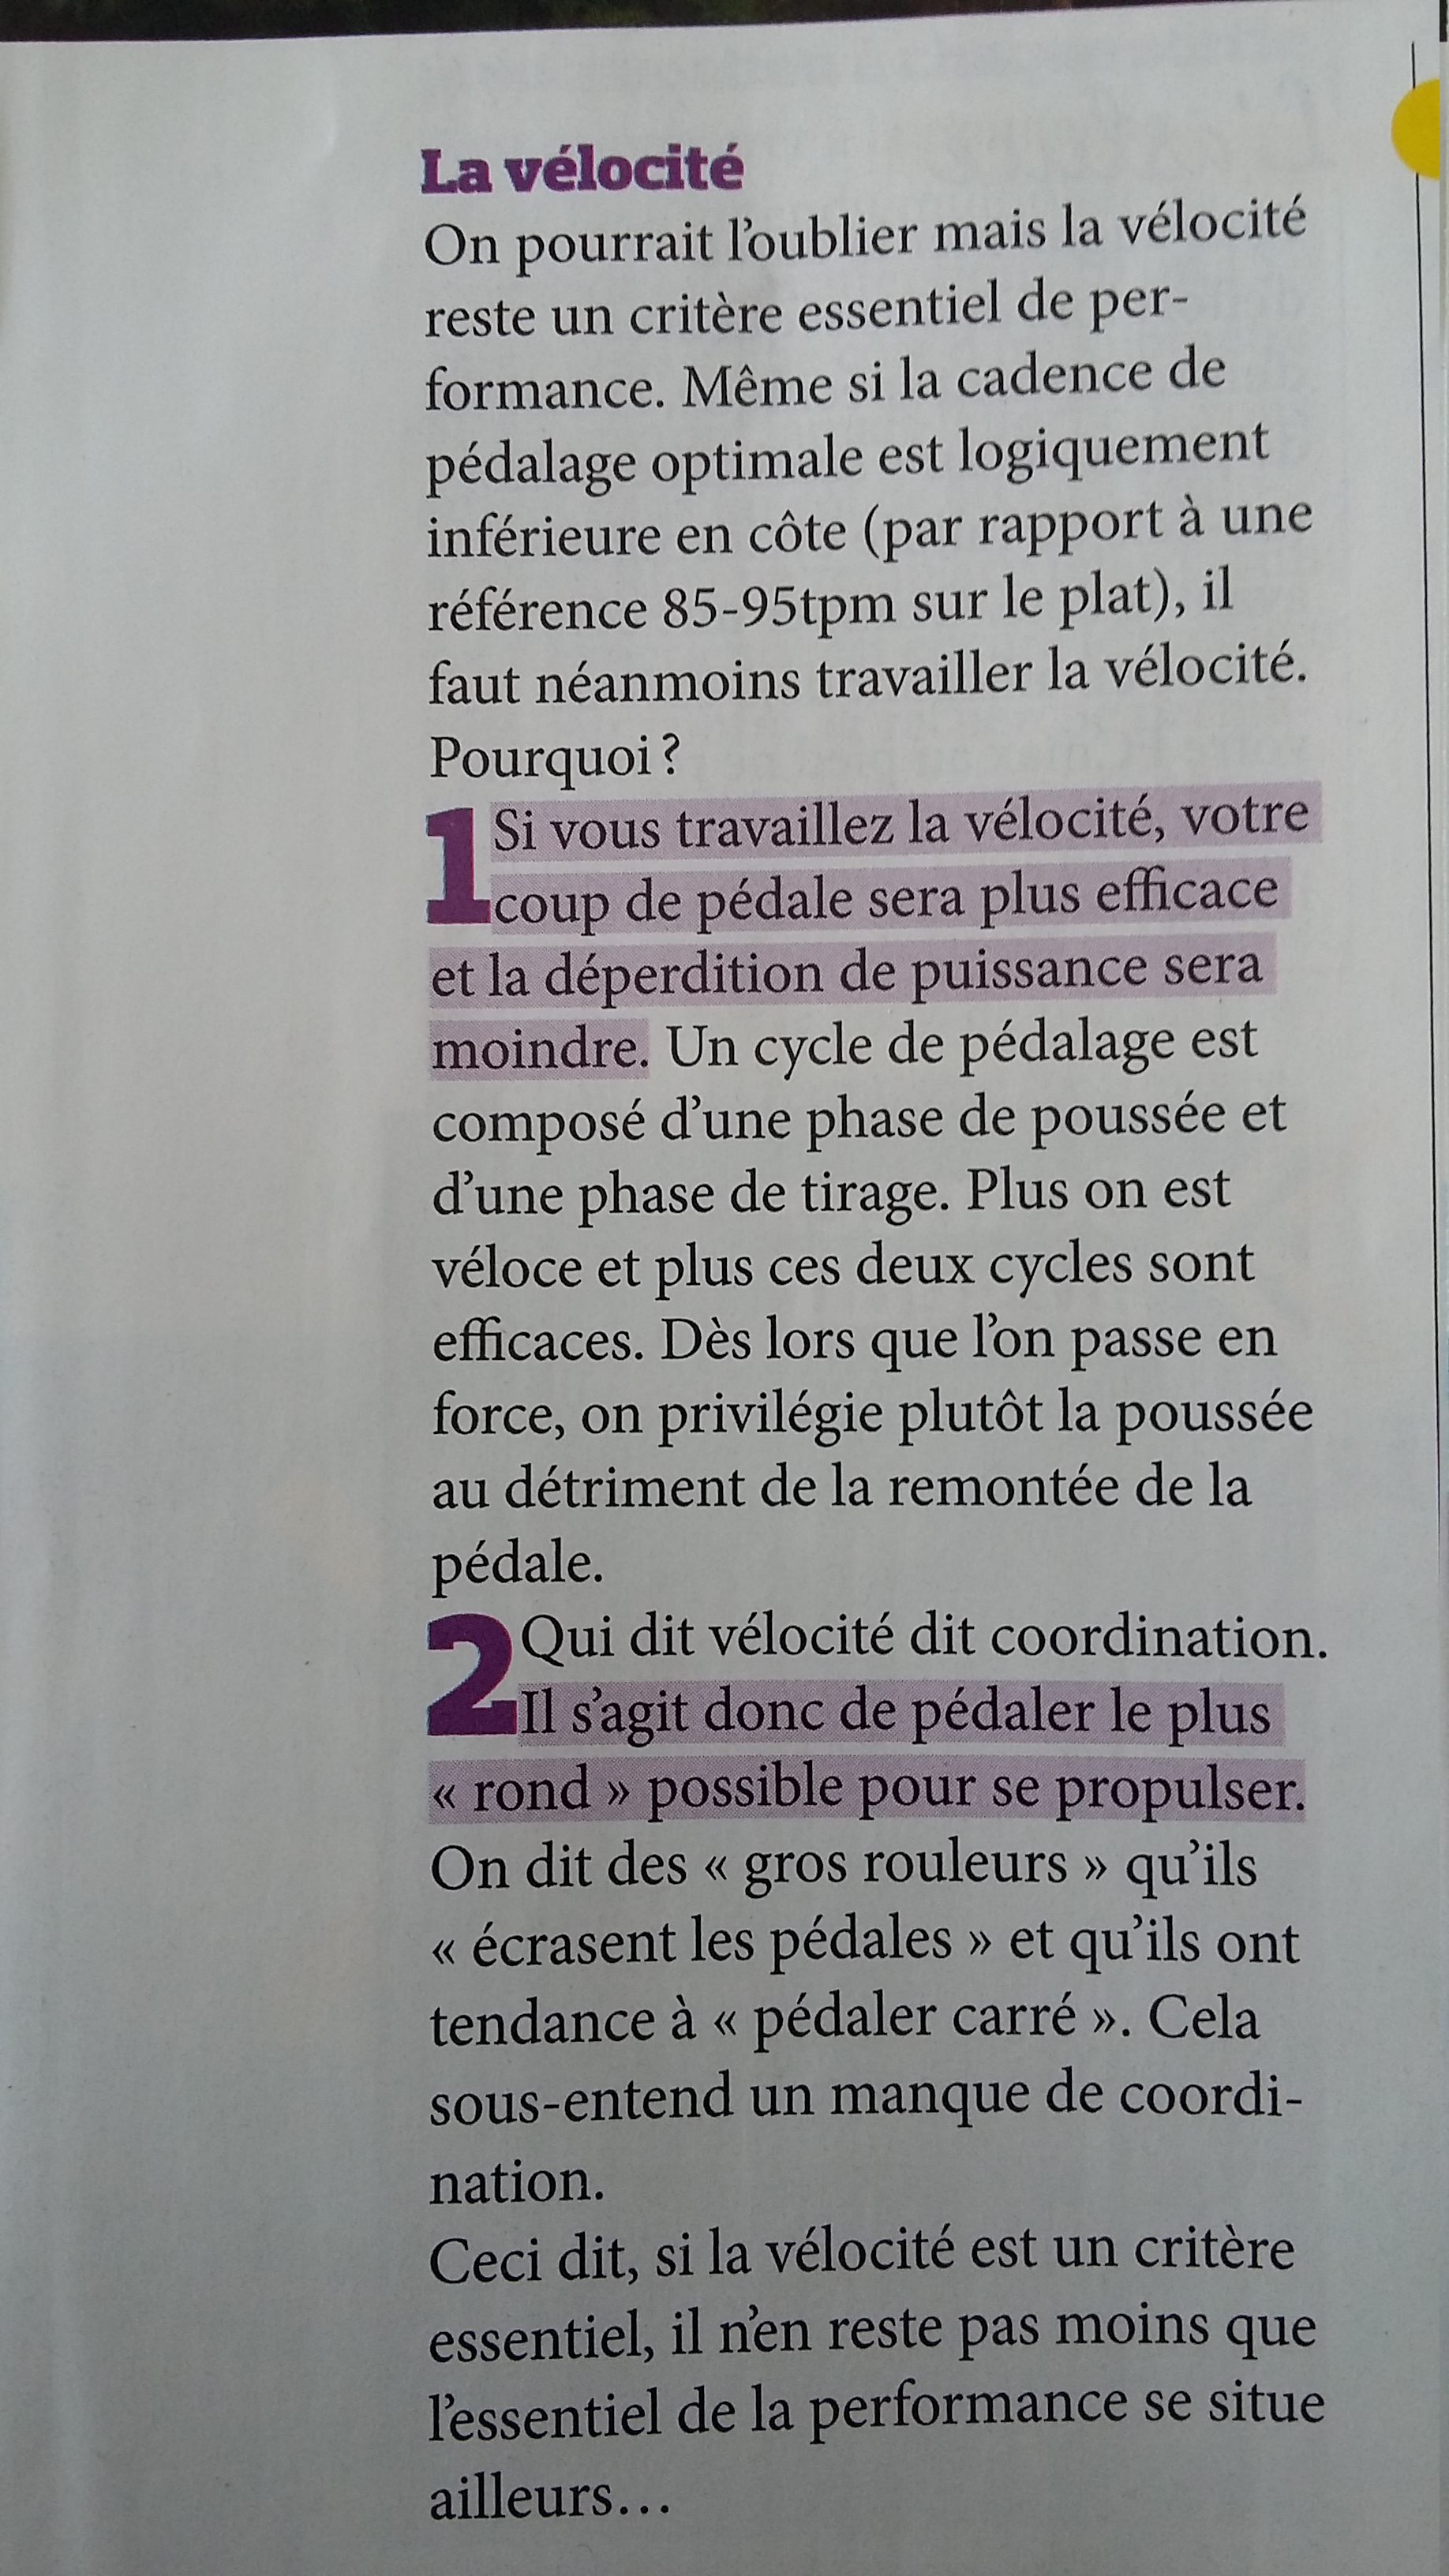 La vélocité
On pourrait l'oublier mais la vélocité
reste un critère essentiel de per-
formance. Même si la cadence de
pédalage optimale est logiquement
inférieure en côte (par rapport à une
référence 85-95tpm sur le plat), il
faut néanmoins travailler la vélocité.
Pourquoi ?
1 Si vous travaillez la vélocité, votre
coup de pédale sera plus efficace
et la déperdition de puissance sera
moindre. Un cycle de pédalage est
composé d'une phase de poussée et
d'une phase de tirage. Plus on est
véloce et plus ces deux cycles sont
efficaces. Dès lors que l'on passe en
force, on privilégie plutôt la poussée
au détriment de la remontée de la
pédale.
2 Qui dit vélocité dit coordination.
Il s'agit donc de pédaler le plus
« rond » possible pour se propulser.
On dit des « gros rouleurs » qu'ils
« écrasent les pédales » et qu'ils ont
tendance à « pédaler carré ». Cela
sous-entend un manque de coordi-
nation.
Ceci dit, si la vélocité est un critère
essentiel, il n'en reste pas moins que
l'essentiel de la performance se situe
ailleurs…